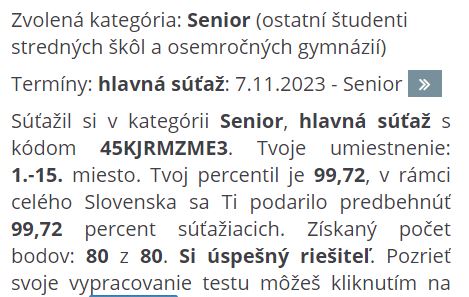 Zvolená kategória: Senior (ostatní študenti
stredných škôl a osemročných gymnázií)
Termíny: hlavná súťaž: 7.11.2023 - Senior »
Súťažil si v kategórii Senior, hlavná súťaž s
kódom 45KJRMZME3. Tvoje umiestnenie:
1.-15. miesto. Tvoj percentil je 99,72, v rámci
celého Slovenska sa Ti podarilo predbehnúť
99,72 percent súťažiacich. Získaný počet
bodov: 80 z 80. Si úspešný riešiteľ. Pozrieť
svoje vypracovanie testu môžeš kliknutím na